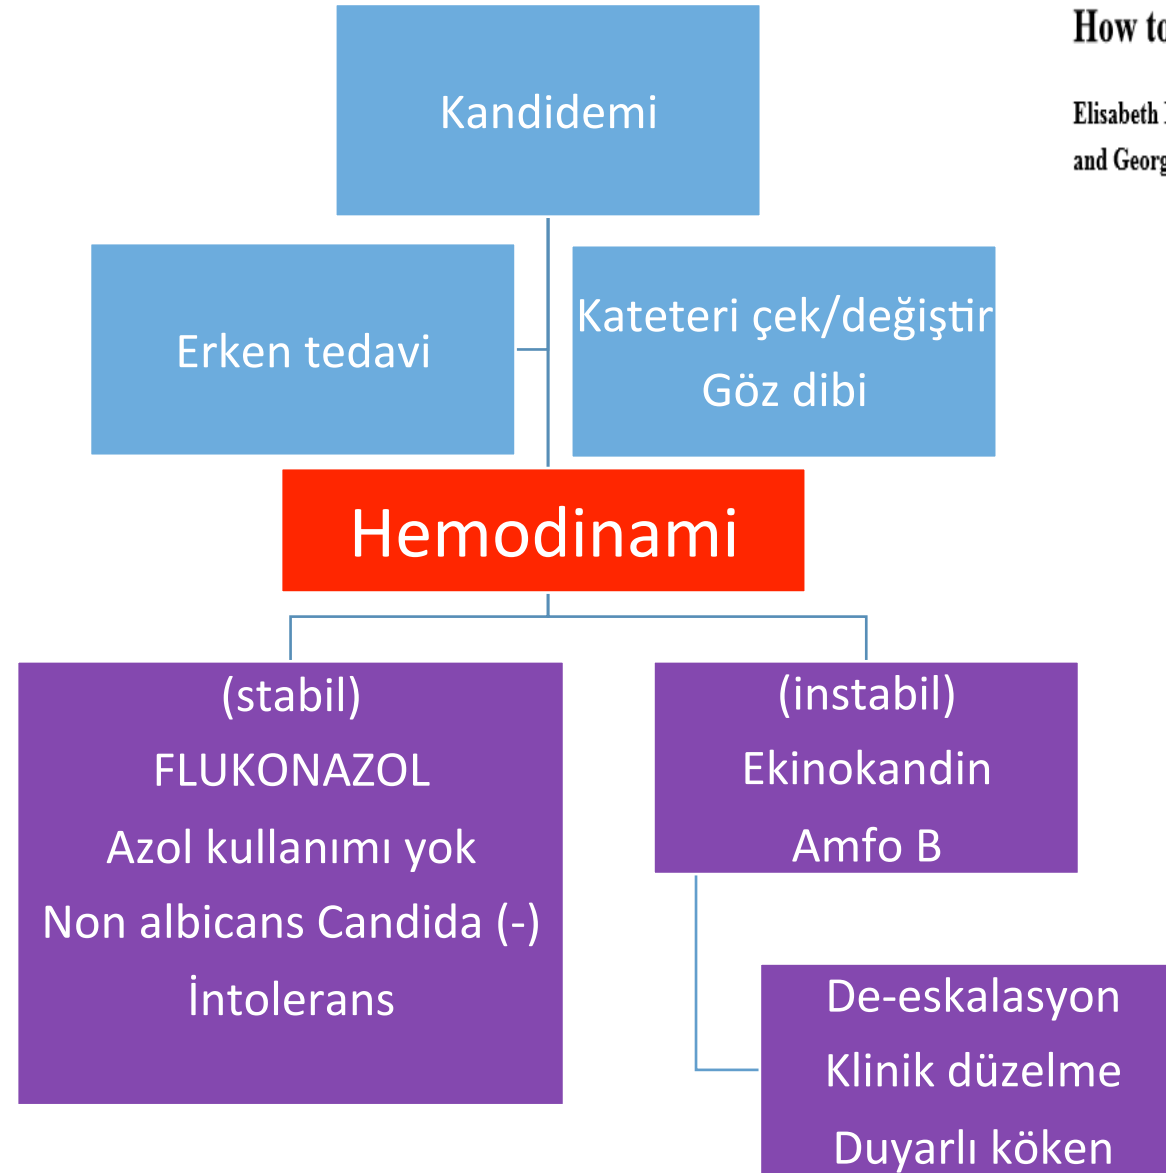 How to
Elisabeth
and Georg
Kandidemi
Erken tedavi
Kateteri çek/değiştir
Göz dibi
Hemodinami
(stabil)
FLUKONAZOL
Azol kullanımı yok
Non albicans Candida (-)
İntolerans
(instabil)
Ekinokandin
Amfo B
De-eskalasyon
Klinik düzelme
Duyarlı köken